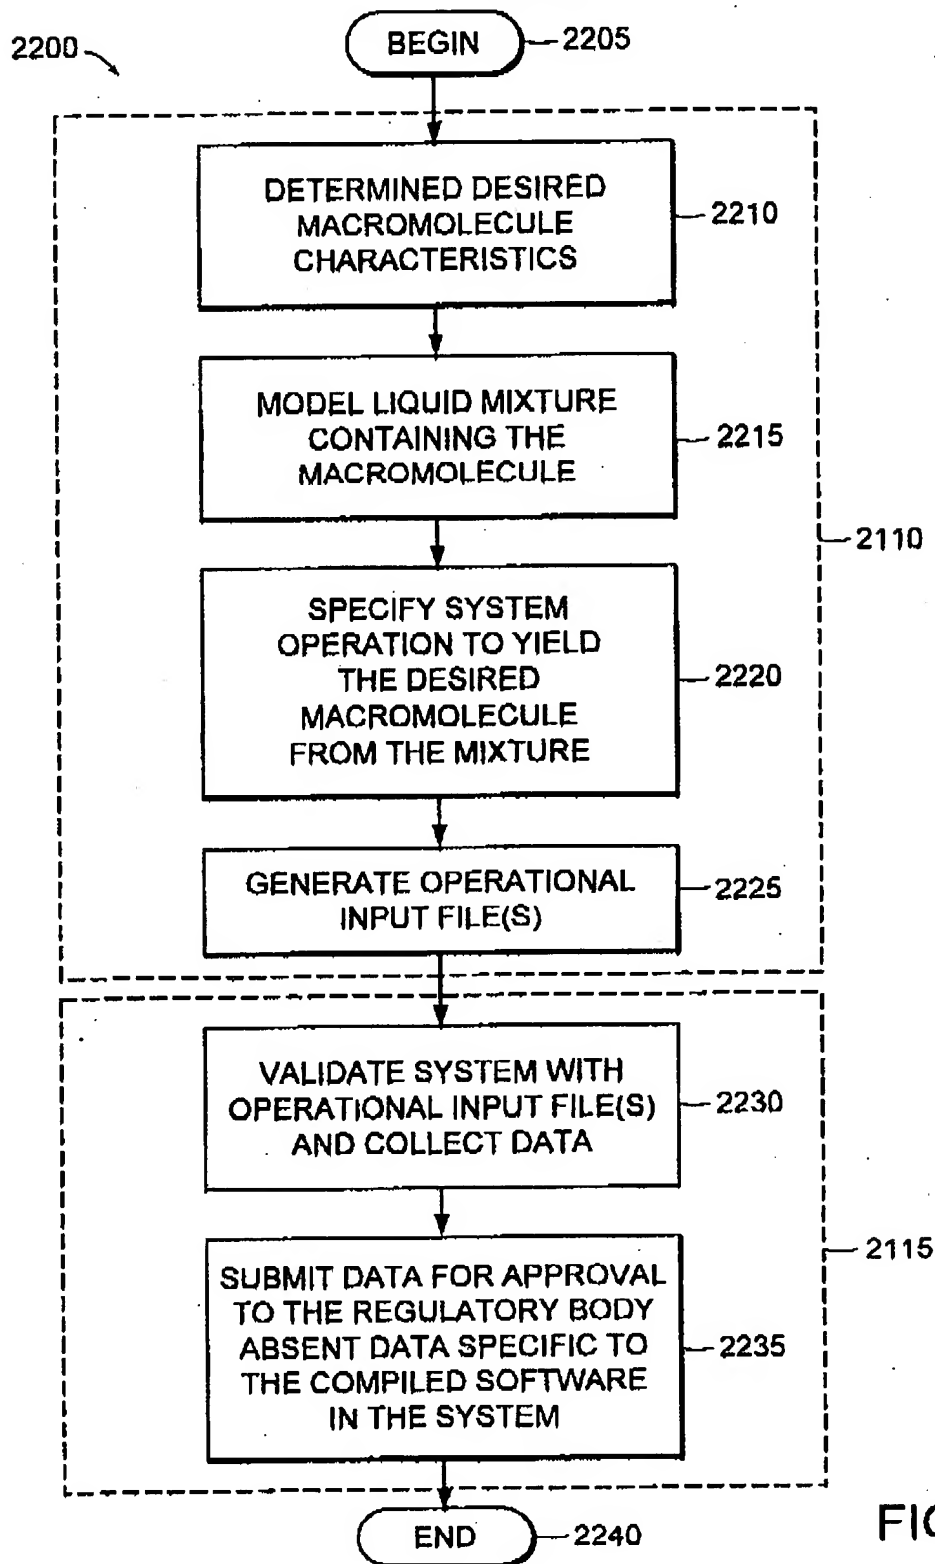 2200
BEGIN
2205
DETERMINED DESIRED
MACROMOLECULE
CHARACTERISTICS
2210
MODEL LIQUID MIXTURE
CONTAINING THE
MACROMOLECULE
2215
2110
SPECIFY SYSTEM
OPERATION TO YIELD
THE DESIRED
MACROMOLECULE
FROM THE MIXTURE
2220
GENERATE OPERATIONAL
INPUT FILE(S)
2225
VALIDATE SYSTEM WITH
OPERATIONAL INPUT FILE(S)
AND COLLECT DATA
2230
SUBMIT DATA FOR APPROVAL
TO THE REGULATORY BODY
ABSENT DATA SPECIFIC TO
THE COMPILED SOFTWARE
IN THE SYSTEM
2235
2115
END
2240